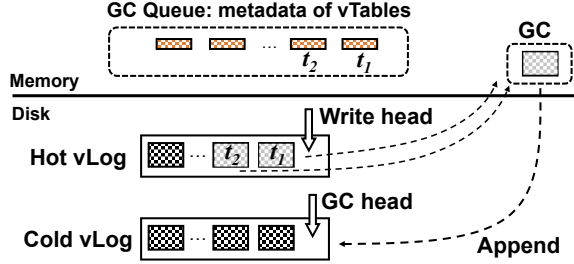 GC Queue: metadata of vTables
... t2 t1
GC
Memory
Disk
Write head
Hot vLog ... t2 t1
GC head
Cold vLog ...
Append